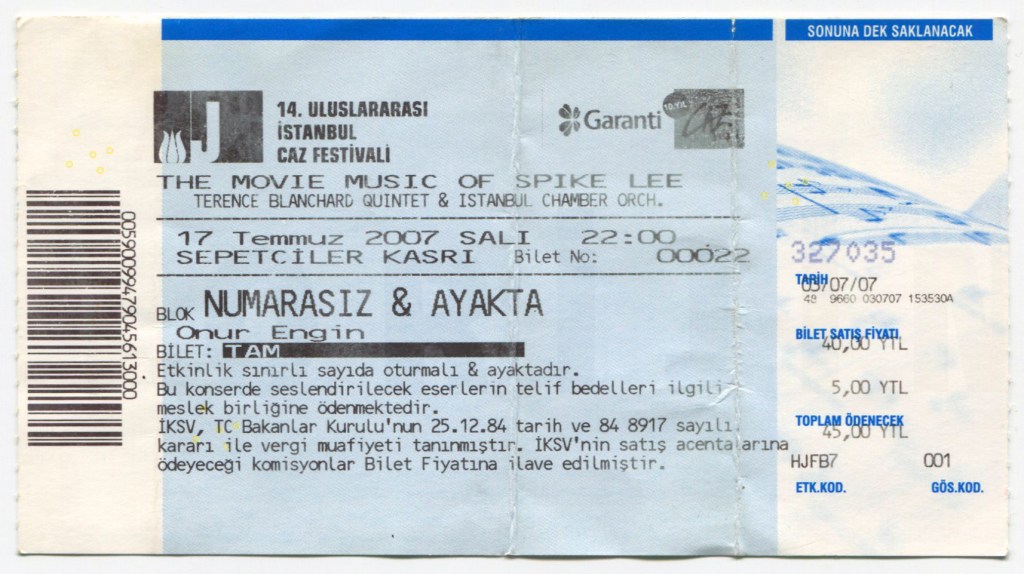 SONUNA DEK SAKLANACAK
J
14. ULUSLARARASI
İSTANBUL
CAZ FESTİVALİ
Garanti
10.YIL
CAZ
THE MOVIE MUSIC OF SPIKE LEE
TERENCE BLANCHARD QUINTET & ISTANBUL CHAMBER ORCH.
17 Temmuz 2007 SALI 22:00
SEPETCİLER KASRI Bilet No: 00022
BLOK NUMARASIZ & AYAKTA
Onur Engin
BİLET: TAM
Etkinlik sınırlı sayıda oturmalı & ayaktadır.
Bu konserde seslendirilecek eserlerin telif bedelleri ilgili
meslek birliğine ödenmektedir.
İKSV, TC Bakanlar Kurulu'nun 25.12.84 tarih ve 84 8917 sayılı
kararı ile vergi muafiyeti tanınmıştır. İKSV'nin satış acentalarına
ödeyeceği komisyonlar Bilet Fiyatına ilave edilmiştir.
00590099479045613000
327035
TARİH
03/07/07
48 9660 030707 153530A
BİLET SATIŞ FİYATI
40,00 YTL
5,00 YTL
TOPLAM ÖDENECEK
45,00 YTL
HJFB7 001
ETK.KOD. GÖS.KOD.